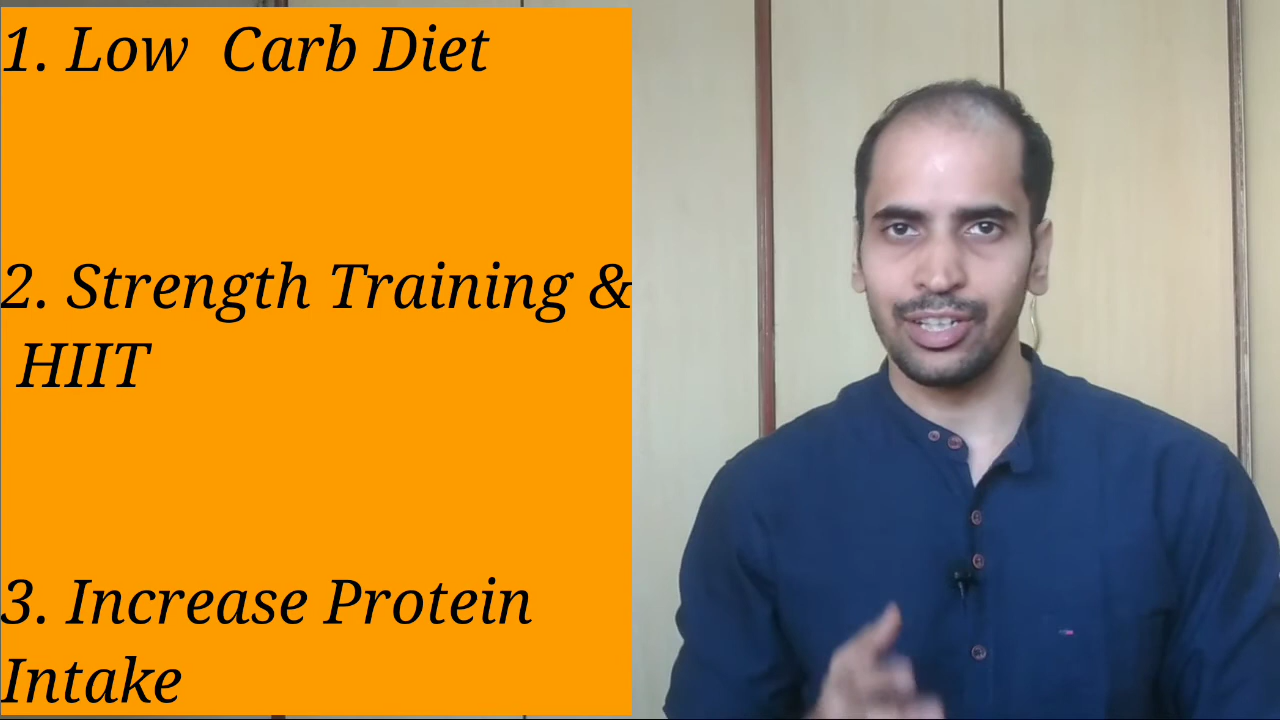 1. Low  Carb Diet
2. Strength Training &
HIIT
3. Increase Protein
Intake